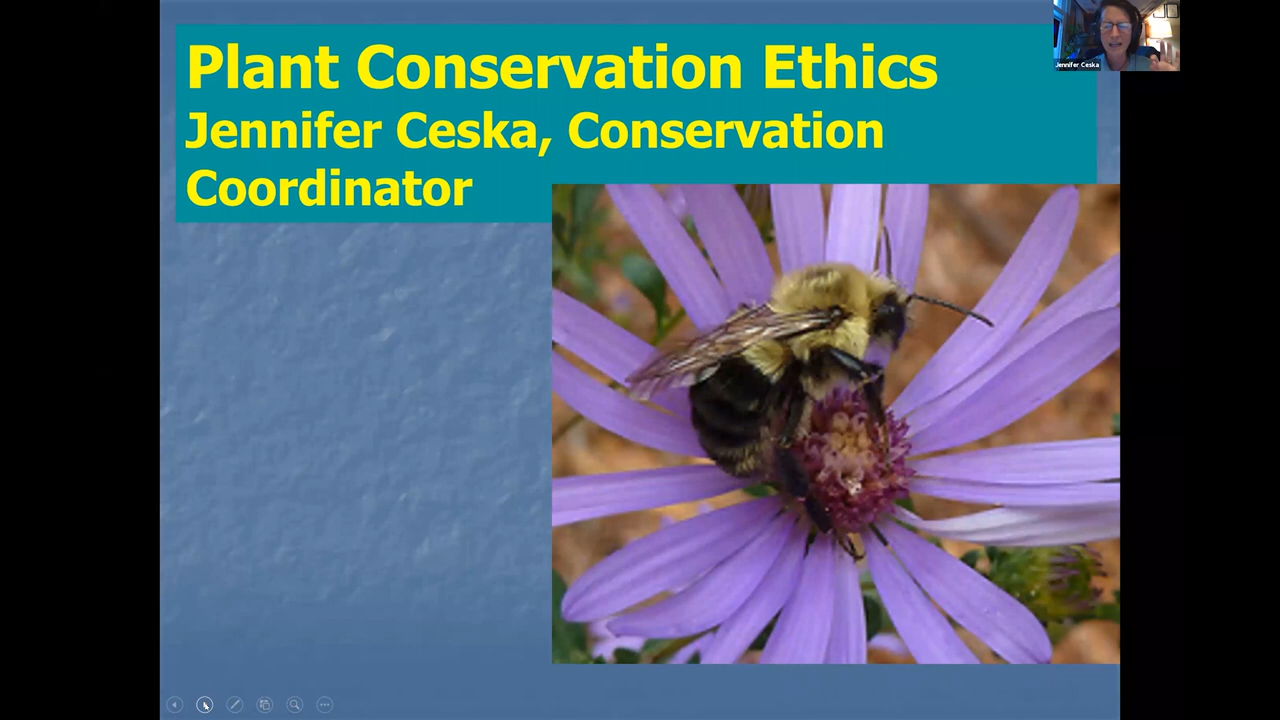 Plant Conservation Ethics
Jennifer Ceska, Conservation
Coordinator
Jennifer Ceska